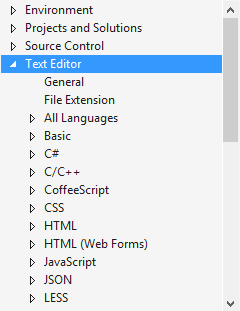 Environment
Projects and Solutions
Source Control
Text Editor
General
File Extension
All Languages
Basic
C#
C/C++
CoffeeScript
CSS
HTML
HTML (Web Forms)
JavaScript
JSON
LESS